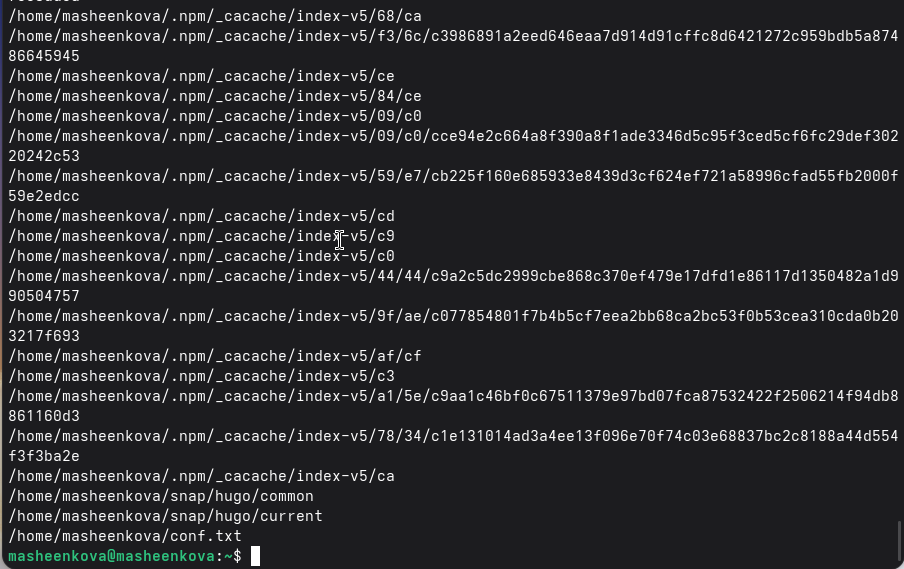 /home/masheenkova/.npm/_cacache/index-v5/68/ca
/home/masheenkova/.npm/_cacache/index-v5/f3/6c/c3986891a2eed646eaa7d914d91cffc8d6421272c959bdb5a874
86645945
/home/masheenkova/.npm/_cacache/index-v5/ce
/home/masheenkova/.npm/_cacache/index-v5/84/ce
/home/masheenkova/.npm/_cacache/index-v5/09/c0
/home/masheenkova/.npm/_cacache/index-v5/09/c0/cce94e2c664a8f390a8f1ade3346d5c95f3ced5cf6fc29def302
20242c53
/home/masheenkova/.npm/_cacache/index-v5/59/e7/cb225f160e685933e8439d3cf624ef721a58996cfad55fb2000f
59e2edcc
/home/masheenkova/.npm/_cacache/index-v5/cd
/home/masheenkova/.npm/_cacache/index-v5/c9
/home/masheenkova/.npm/_cacache/index-v5/c0
/home/masheenkova/.npm/_cacache/index-v5/44/44/c9a2c5dc2999cbe868c370ef479e17dfd1e86117d1350482a1d9
90504757
/home/masheenkova/.npm/_cacache/index-v5/9f/ae/c077854801f7b4b5cf7eea2bb68ca2bc53f0b53cea310cda0b20
3217f693
/home/masheenkova/.npm/_cacache/index-v5/af/cf
/home/masheenkova/.npm/_cacache/index-v5/c3
/home/masheenkova/.npm/_cacache/index-v5/a1/5e/c9aa1c46bf0c67511379e97bd07fca87532422f2506214f94db8
861160d3
/home/masheenkova/.npm/_cacache/index-v5/78/34/c1e131014ad3a4ee13f096e70f74c03e68837bc2c8188a44d554
f3f3ba2e
/home/masheenkova/.npm/_cacache/index-v5/ca
/home/masheenkova/snap/hugo/common
/home/masheenkova/snap/hugo/current
/home/masheenkova/conf.txt
masheenkova@masheenkova:~$